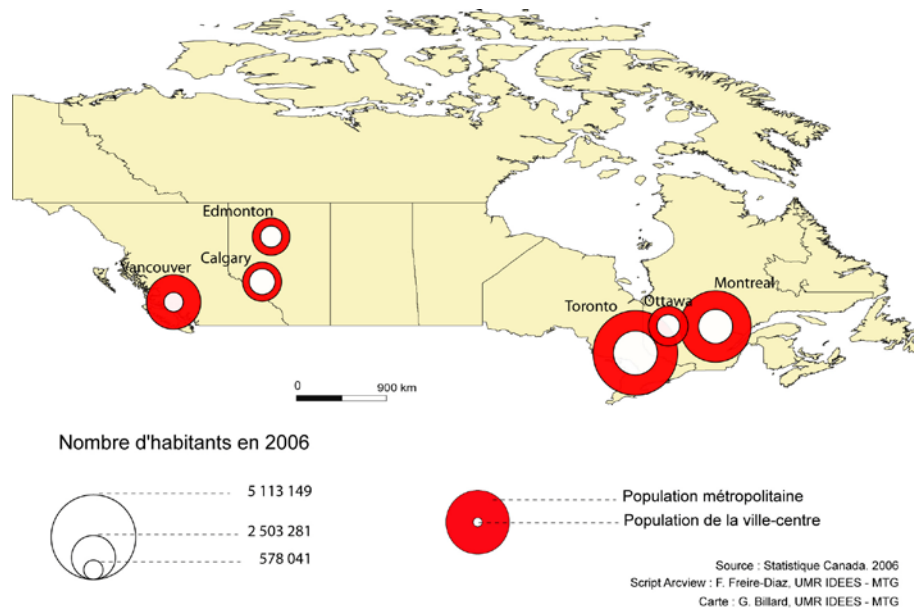 Edmonton
Calgary
Vancouver
Montreal
Ottawa
Toronto
0 900 km
Nombre d'habitants en 2006
5 113 149
2 503 281
578 041
Population métropolitaine
Population de la ville-centre
Source : Statistique Canada. 2006
Script Arcview : F. Freire-Diaz, UMR IDEES - MTG
Carte : G. Billard, UMR IDEES - MTG